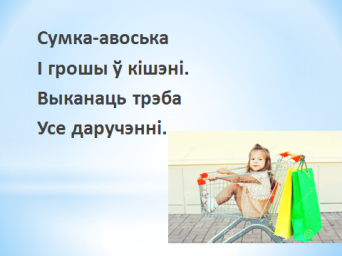 Сумка-авоська
І грошы ў кішэні.
Выканаць трэба
Усе даручэнні.